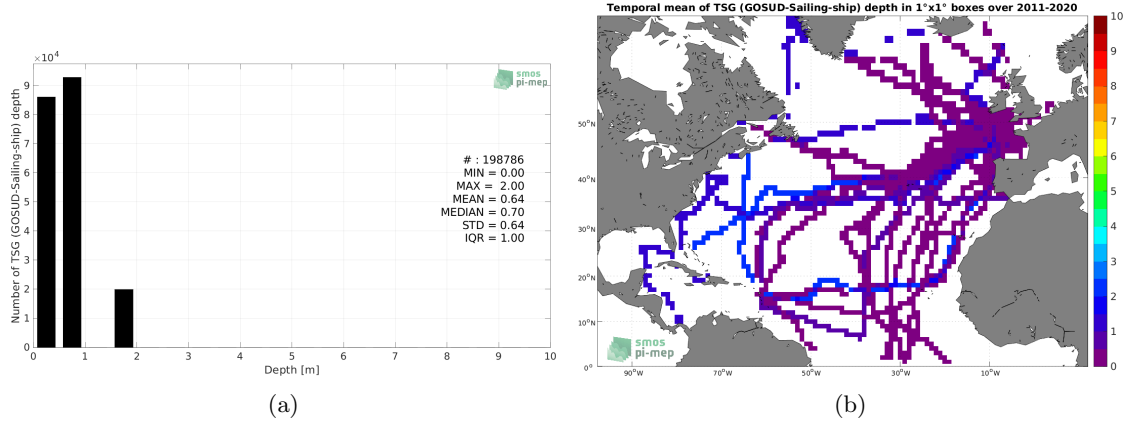 Temporal mean of TSG (GOSUD-Sailing-ship) depth in 1°x1° boxes over 2011-2020
x 10^4
Number of TSG (GOSUD-Sailing-ship) depth
9
8
7
6
5
4
3
2
1
0
smos
pi-mep
# : 198786
MIN = 0.00
MAX = 2.00
MEAN = 0.64
MEDIAN = 0.70
STD = 0.64
IQR = 1.00
0 1 2 3 4 5 6 7 8 9 10
Depth [m]
(a)
50°N
40°N
30°N
20°N
10°N
0°
90°W 70°W 50°W 30°W 10°W
smos
pi-mep
10
9
8
7
6
5
4
3
2
1
0
(b)